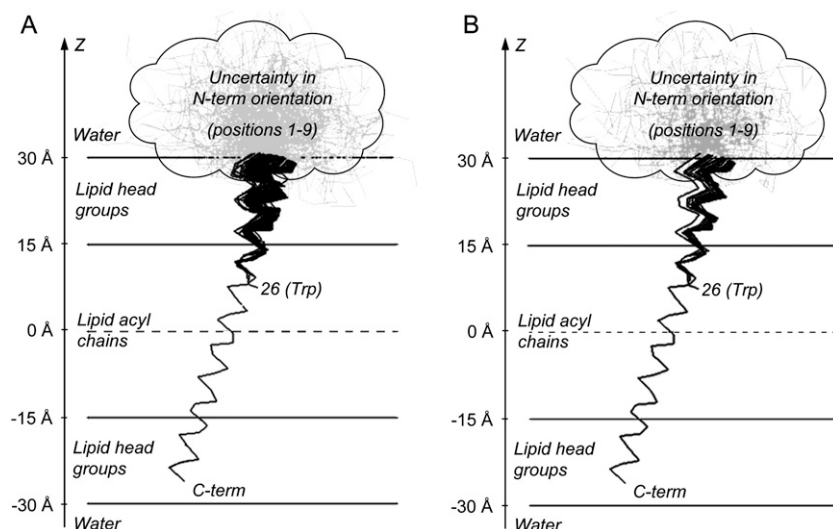 A
Z
Uncertainty in
N-term orientation
(positions 1-9)
Water
30 Å
Lipid head
groups
15 Å
26 (Trp)
0 Å
Lipid acyl
chains
-15 Å
Lipid head
groups
C-term
-30 Å
Water
B
Z
Uncertainty in
N-term orientation
(positions 1-9)
Water
30 Å
Lipid head
groups
15 Å
26 (Trp)
0 Å
Lipid acyl
chains
-15 Å
Lipid head
groups
C-term
-30 Å
Water